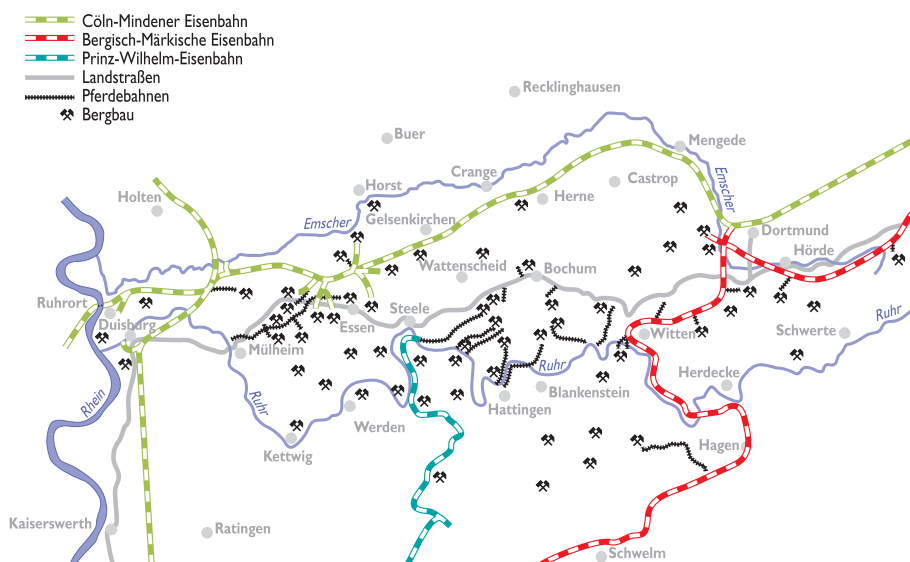 Cöln-Mindener Eisenbahn
Bergisch-Märkische Eisenbahn
Prinz-Wilhelm-Eisenbahn
Landstraßen
Pferdebahnen
Bergbau
Recklinghausen
Buer
Mengede
Crange
Castrop
Horst
Herne
Holten
Emscher
Emscher
Gelsenkirchen
Dortmund
Hörde
Wattenscheid
Bochum
Ruhrort
Steele
Ruhr
Duisburg
Essen
Witten
Schwerte
Mülheim
Ruhr
Herdecke
Rhein
Ruhr
Blankenstein
Hattingen
Werden
Hagen
Kettwig
Kaiserswerth
Ratingen
Schwelm